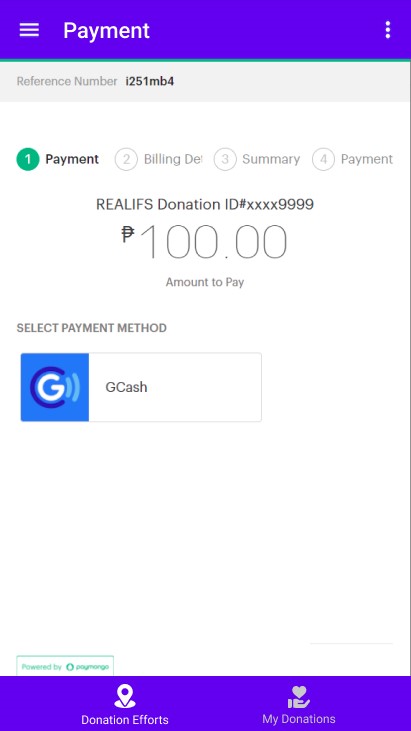 Payment
Reference Number i251mb4
1 Payment 2 Billing Det 3 Summary 4 Payment
REALIFS Donation ID#xxxx9999
₱100.00
Amount to Pay
SELECT PAYMENT METHOD
G GCash
Powered by paymongo
Donation Efforts My Donations